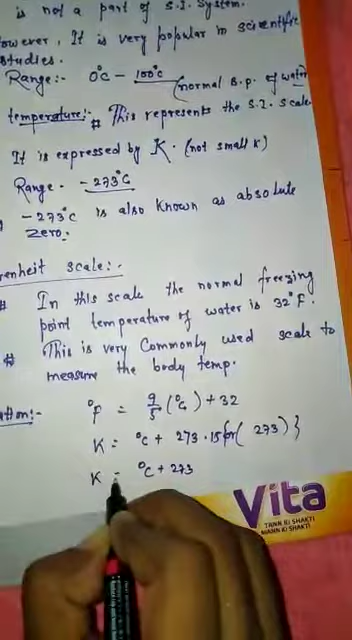 is not a part of S.I. System.
However, It is very popular in scientific
studies.
Range:- 0°C - 100°C (normal B.p. of water
temperature:- # This represents the S.I. Scale
It is expressed by K. (not small k)
Range - -273°C
-273°C is also known as absolute
Zero.
renheit scale:-
# In this scale the normal freezing
point temperature of water is 32°F.
# This is very Commonly used scale to
measure the body temp.
ation:-
°F = 9/5 (°C) + 32
K = °C + 273.15 for (273)}
K = °C + 273
Vita
TANN KI SHAKTI
MANN KI SHAKTI